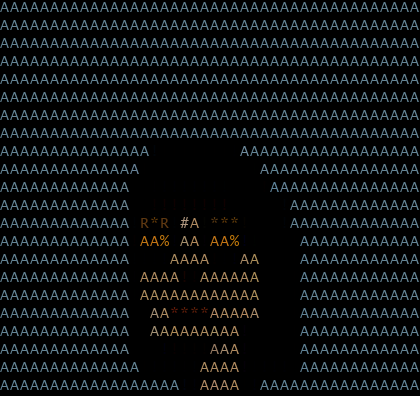 AAAAAAAAAAAAAAAAAAAAAAAAAAAAAAAAAAAAAAAAAA
AAAAAAAAAAAAAAAAAAAAAAAAAAAAAAAAAAAAAAAAAA
AAAAAAAAAAAAAAAAAAAAAAAAAAAAAAAAAAAAAAAAAA
AAAAAAAAAAAAAAAAAAAAAAAAAAAAAAAAAAAAAAAAAA
AAAAAAAAAAAAAAAAAAAAAAAAAAAAAAAAAAAAAAAAAA
AAAAAAAAAAAAAAAAAAAAAAAAAAAAAAAAAAAAAAAAAA
AAAAAAAAAAAAAAAAAAAAAAAAAAAAAAAAAAAAAAAAAA
AAAAAAAAAAAAAAAAAAAAAAAAAAAAAAAAAAAAAAAAAA
AAAAAAAAAAAAAAA         AAAAAAAAAAAAAAAAAA
AAAAAAAAAAAAAA            AAAAAAAAAAAAAAAA
AAAAAAAAAAAAA              AAAAAAAAAAAAAAA
AAAAAAAAAAAAA                AAAAAAAAAAAAA
AAAAAAAAAAAAA R*R #A ***     AAAAAAAAAAAAA
AAAAAAAAAAAAA AA% AA AA%      AAAAAAAAAAAA
AAAAAAAAAAAAA    AAAA   AA    AAAAAAAAAAAA
AAAAAAAAAAAAA AAAA  AAAAAA    AAAAAAAAAAAA
AAAAAAAAAAAAA AAAAAAAAAAAA    AAAAAAAAAAAA
AAAAAAAAAAAAA  AA****AAAAA    AAAAAAAAAAAA
AAAAAAAAAAAAA  AAAAAAAAA      AAAAAAAAAAAA
AAAAAAAAAAAAA        AAA      AAAAAAAAAAAA
AAAAAAAAAAAAAA      AAAA      AAAAAAAAAAAA
AAAAAAAAAAAAAAAAAA  AAAA  AAAAAAAAAAAAAAAA